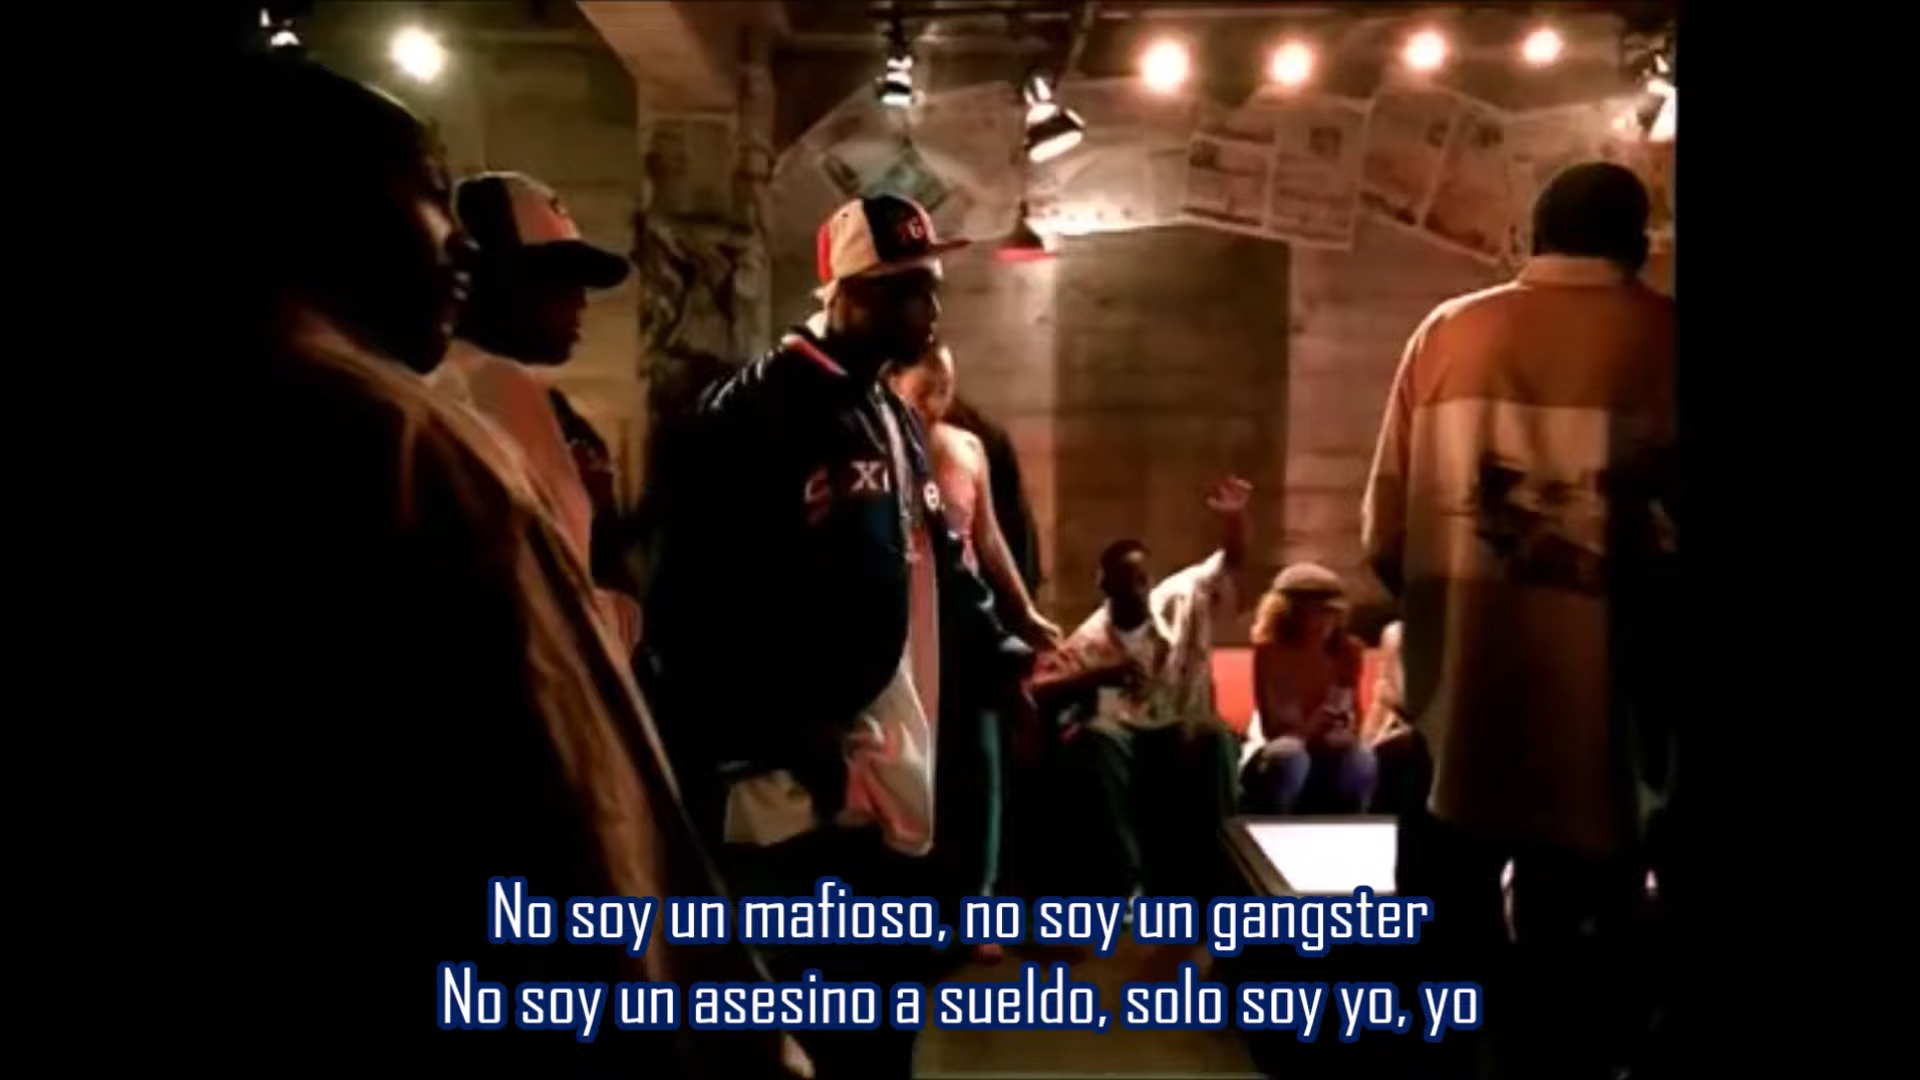 No soy un mafioso, no soy un gangster
No soy un asesino a sueldo, solo soy yo, yo